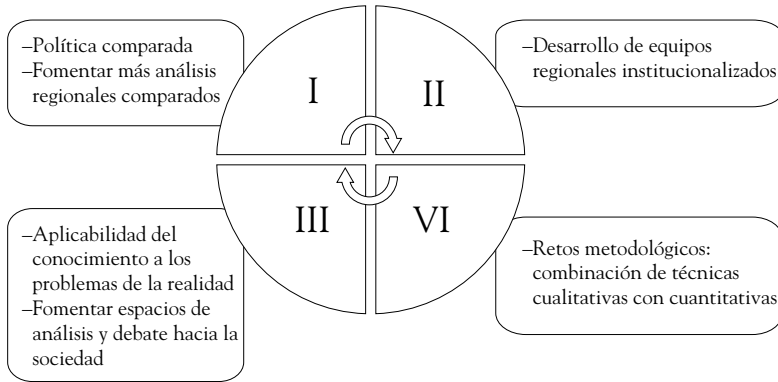 –Política comparada
–Fomentar más análisis
regionales comparados
I
II
–Desarrollo de equipos
regionales institucionalizados
–Aplicabilidad del
conocimiento a los
problemas de la realidad
–Fomentar espacios de
análisis y debate hacia la
sociedad
III
VI
–Retos metodológicos:
combinación de técnicas
cualitativas con cuantitativas